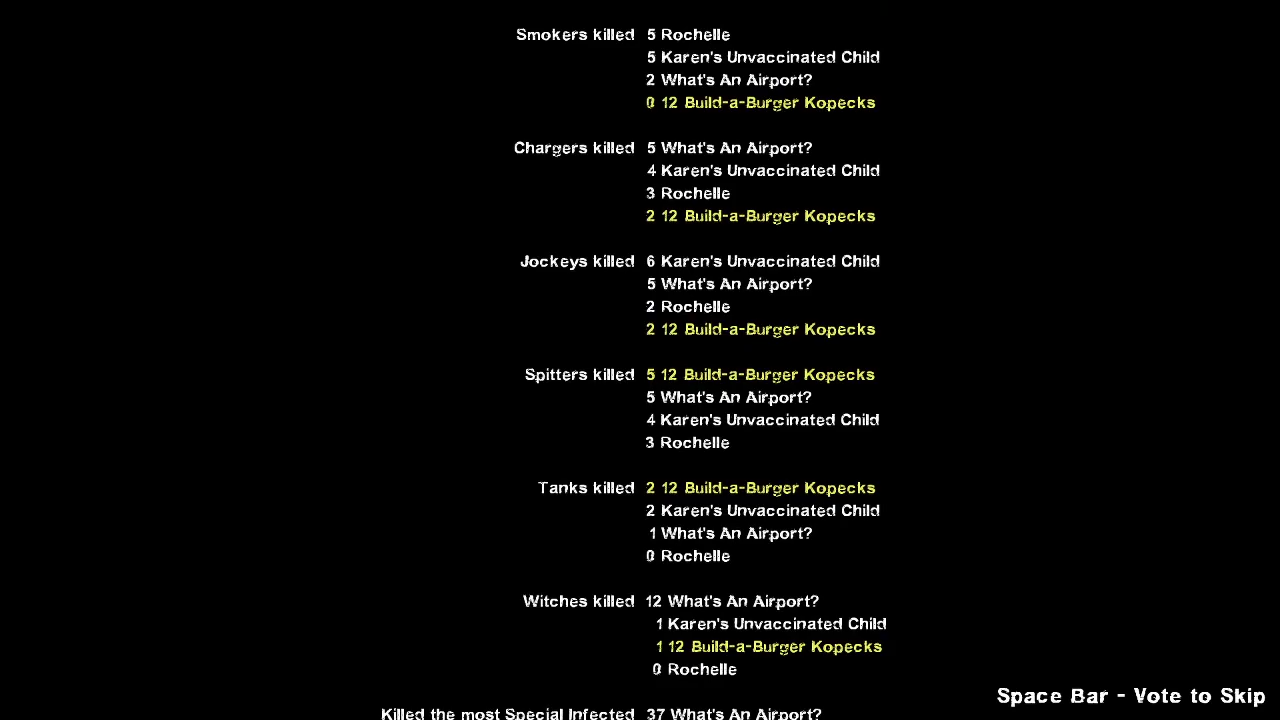 Smokers killed 5 Rochelle
5 Karen's Unvaccinated Child
2 What's An Airport?
0 12 Build-a-Burger Kopecks
Chargers killed 5 What's An Airport?
4 Karen's Unvaccinated Child
3 Rochelle
2 12 Build-a-Burger Kopecks
Jockeys killed 6 Karen's Unvaccinated Child
5 What's An Airport?
2 Rochelle
2 12 Build-a-Burger Kopecks
Spitters killed 5 12 Build-a-Burger Kopecks
5 What's An Airport?
4 Karen's Unvaccinated Child
3 Rochelle
Tanks killed 2 12 Build-a-Burger Kopecks
2 Karen's Unvaccinated Child
1 What's An Airport?
0 Rochelle
Witches killed 12 What's An Airport?
1 Karen's Unvaccinated Child
1 12 Build-a-Burger Kopecks
0 Rochelle
Space Bar - Vote to Skip
Killed the most Special Infected 37 What's An Airport?